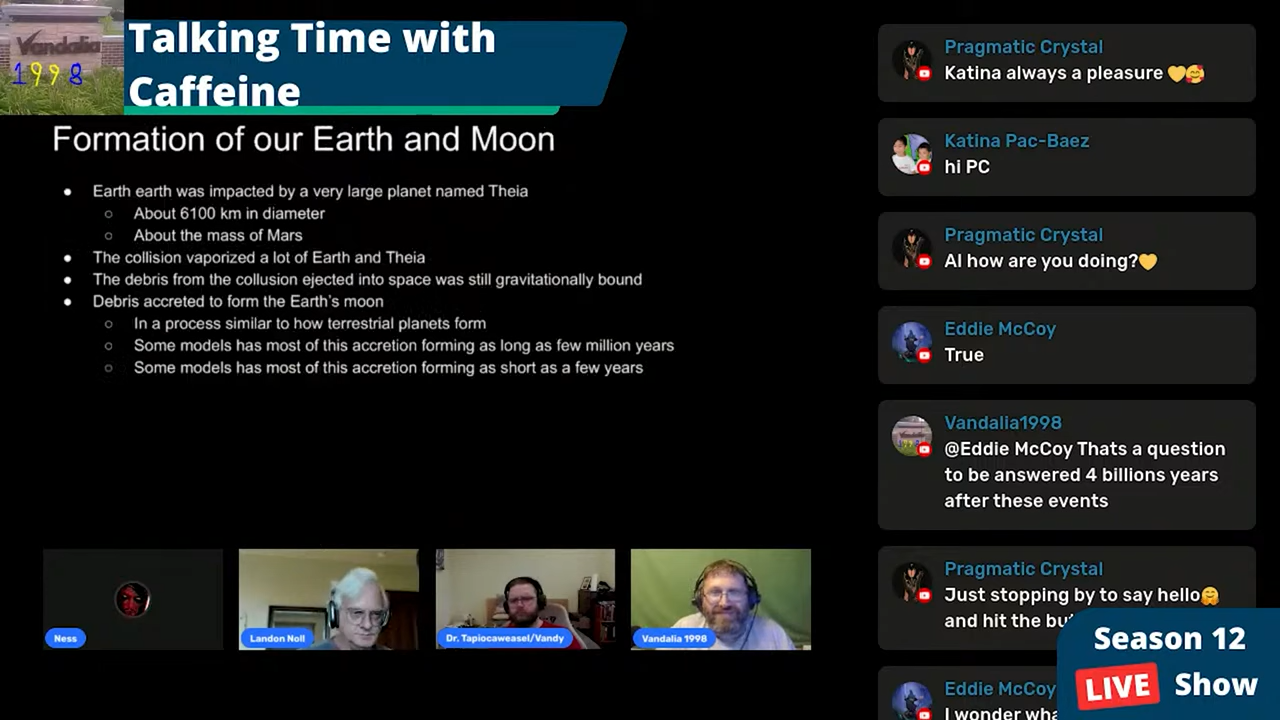 Vandalia
1998
Talking Time with
Caffeine
Formation of our Earth and Moon
Earth earth was impacted by a very large planet named Theia
About 6100 km in diameter
About the mass of Mars
The collision vaporized a lot of Earth and Theia
The debris from the collusion ejected into space was still gravitationally bound
Debris accreted to form the Earth's moon
In a process similar to how terrestrial planets form
Some models has most of this accretion forming as long as few million years
Some models has most of this accretion forming as short as a few years
Ness
Landon Noll
Dr. Tapiocaweasel/Vandy
Vandalia 1998
Pragmatic Crystal
Katina always a pleasure 💛🥰
Katina Pac-Baez
hi PC
Pragmatic Crystal
Al how are you doing?💛
Eddie McCoy
True
Vandalia1998
@Eddie McCoy Thats a question
to be answered 4 billions years
after these events
Pragmatic Crystal
Just stopping by to say hello🤗
and hit the
Eddie McCoy
I wonder
Season 12
LIVE Show